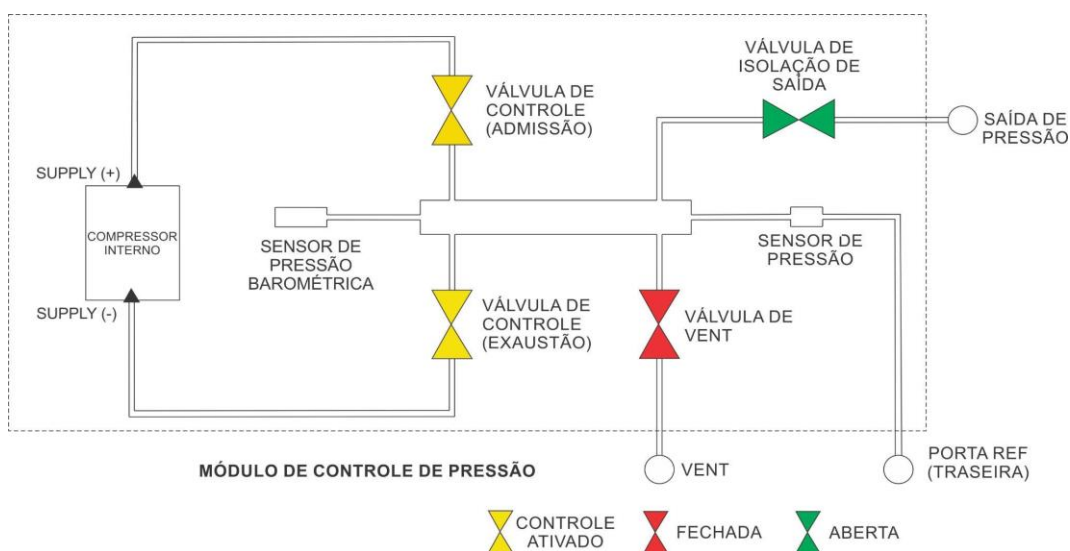 VÁLVULA DE
ISOLAÇÃO DE
SAÍDA
VÁLVULA DE
CONTROLE
(ADMISSÃO)
SAÍDA DE
PRESSÃO
SUPPLY (+)
COMPRESSOR
INTERNO
SENSOR DE
PRESSÃO
BAROMÉTRICA
SENSOR DE
PRESSÃO
SUPPLY (-)
VÁLVULA DE
CONTROLE
(EXAUSTÃO)
VÁLVULA DE
VENT
MÓDULO DE CONTROLE DE PRESSÃO
VENT
PORTA REF
(TRASEIRA)
CONTROLE
ATIVADO
FECHADA
ABERTA